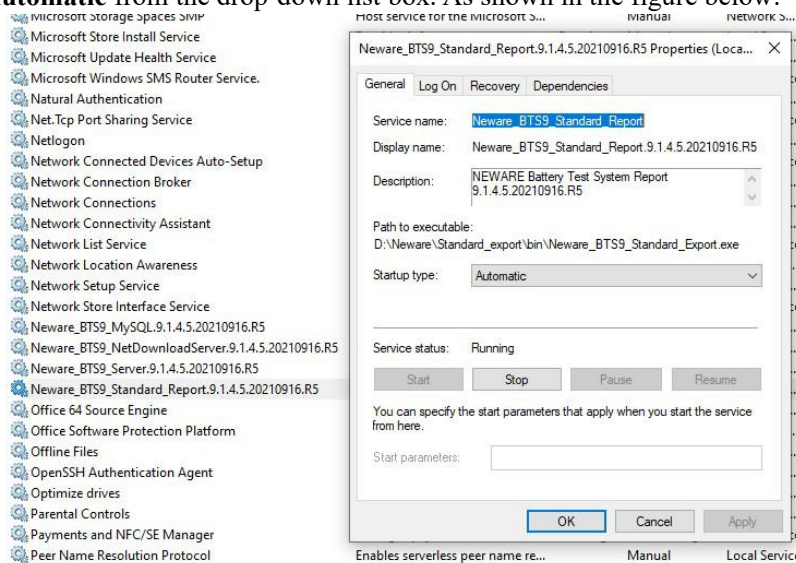 utomatic from the drop-down list box. As shown in the figure below:
Microsoft Storage Spaces SMP Host service for the Microsoft S... Manual Network S...
Microsoft Store Install Service
Microsoft Update Health Service
Microsoft Windows SMS Router Service.
Natural Authentication
Net.Tcp Port Sharing Service
Netlogon
Network Connected Devices Auto-Setup
Network Connection Broker
Network Connections
Network Connectivity Assistant
Network List Service
Network Location Awareness
Network Setup Service
Network Store Interface Service
Neware_BTS9_MySQL.9.1.4.5.20210916.R5
Neware_BTS9_NetDownloadServer.9.1.4.5.20210916.R5
Neware_BTS9_Server.9.1.4.5.20210916.R5
Neware_BTS9_Standard_Report.9.1.4.5.20210916.R5
Office 64 Source Engine
Office Software Protection Platform
Offline Files
OpenSSH Authentication Agent
Optimize drives
Parental Controls
Payments and NFC/SE Manager
Peer Name Resolution Protocol Enables serverless peer name re... Manual Local Servic
Neware_BTS9_Standard_Report.9.1.4.5.20210916.R5 Properties (Loca...
General Log On Recovery Dependencies
Service name: Neware_BTS9_Standard_Report
Display name: Neware_BTS9_Standard_Report.9.1.4.5.20210916.R5
Description: NEWARE Battery Test System Report
9.1.4.5.20210916.R5
Path to executable:
D:\Neware\Standard_export\bin\Neware_BTS9_Standard_Export.exe
Startup type: Automatic
Service status: Running
Start Stop Pause Resume
You can specify the start parameters that apply when you start the service
from here.
Start parameters:
OK Cancel Apply